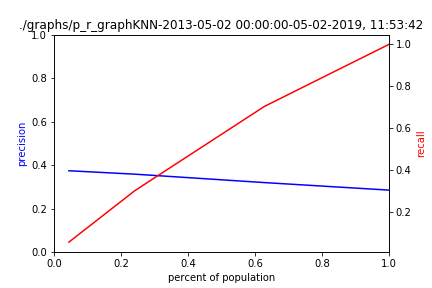 ./graphs/p_r_graphKNN-2013-05-02 00:00:00-05-02-2019, 11:53:42
1.0
0.8
0.6
0.4
0.2
0.0
precision
1.0
0.8
0.6
0.4
0.2
recall
0.0 0.2 0.4 0.6 0.8 1.0
percent of population